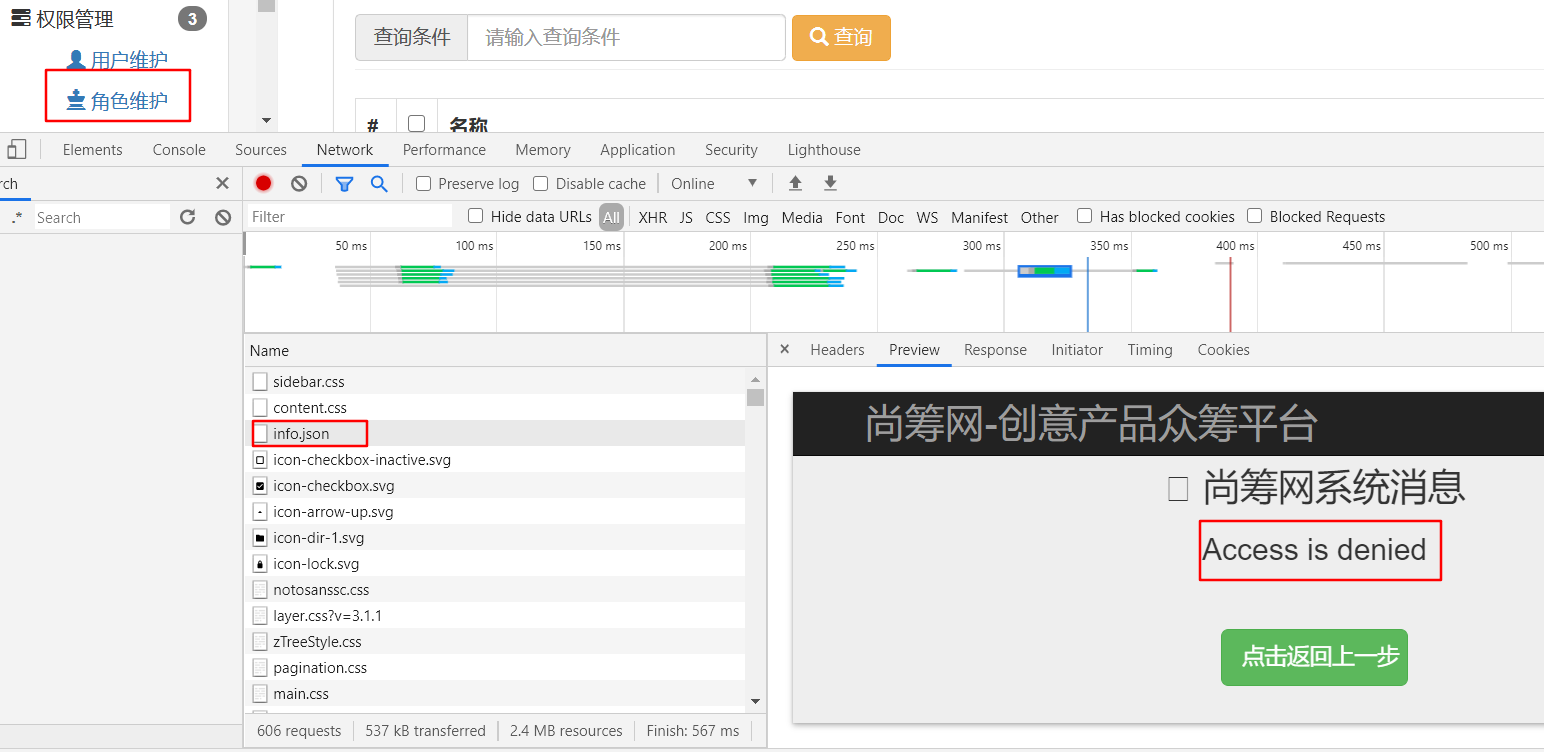 权限管理 3
用户维护
角色维护
查询条件 请输入查询条件 查询
# 名称
Elements Console Sources Network Performance Memory Application Security Lighthouse
rch
Preserve log Disable cache Online
.* Search
Filter Hide data URLs All XHR JS CSS Img Media Font Doc WS Manifest Other Has blocked cookies Blocked Requests
50 ms 100 ms 150 ms 200 ms 250 ms 300 ms 350 ms 400 ms 450 ms 500 ms
Name
sidebar.css
content.css
info.json
icon-checkbox-inactive.svg
icon-checkbox.svg
icon-arrow-up.svg
icon-dir-1.svg
icon-lock.svg
notosanssc.css
layer.css?v=3.1.1
zTreeStyle.css
pagination.css
main.css
606 requests 537 kB transferred 2.4 MB resources Finish: 567 ms
× Headers Preview Response Initiator Timing Cookies
尚筹网-创意产品众筹平台
尚筹网系统消息
Access is denied
点击返回上一步